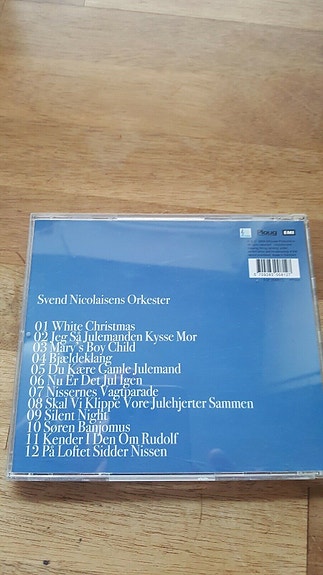 EMI
Svend Nicolaisens Orkester
01 White Christmas
02 Jeg Så Julemanden Kysse Mor
03 Mary's Boy Child
04 Bjældeklang
05 Du Kære Gamle Julemand
06 Nu Er Det Jul Igen
07 Nissernes Vagtparade
08 Skal Vi Klippe Vore Julehjerter Sammen
09 Silent Night
10 Søren Banjomus
11 Kender I Den Om Rudolf
12 På Loftet Sidder Nissen